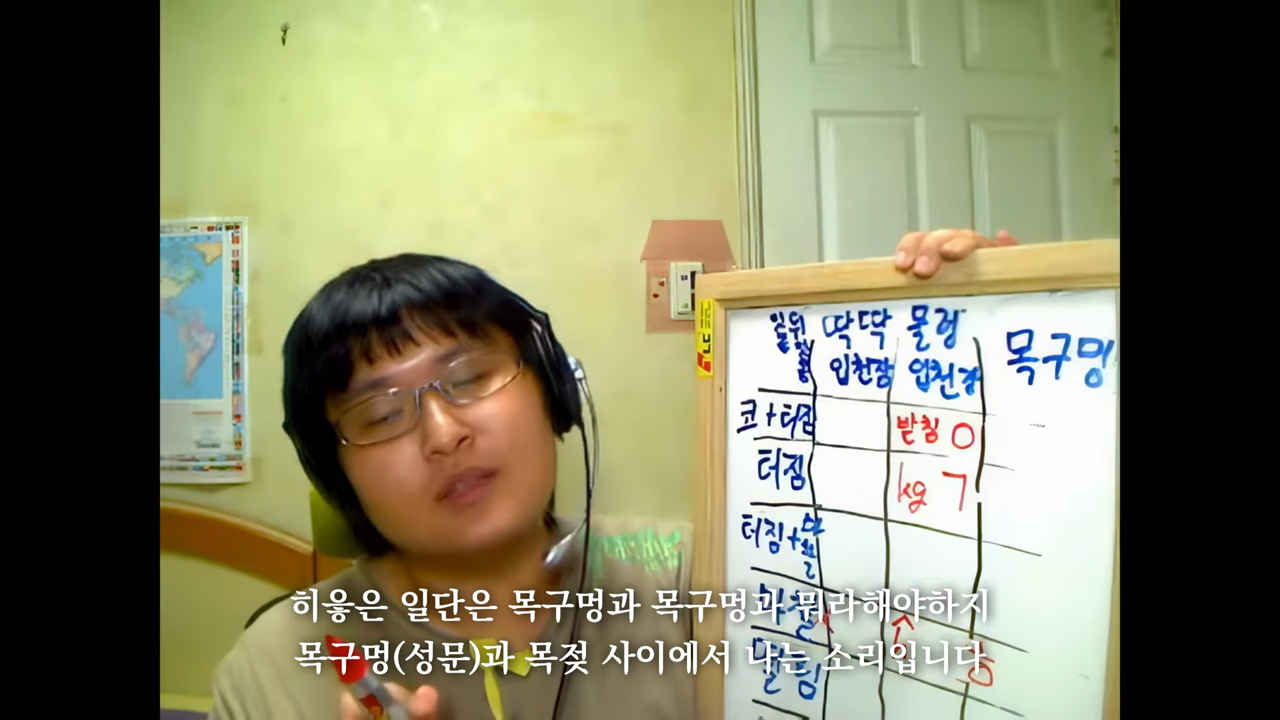 딱딱 물렁
입천장 입천장 목구멍
코+터짐 받침 ㅇ
터짐 kg ㄱ
터짐+
히읗은 일단은 목구멍과 목구멍과 뭐라해야하지
목구멍(성문)과 목젖 사이에서 나는 소리입니다